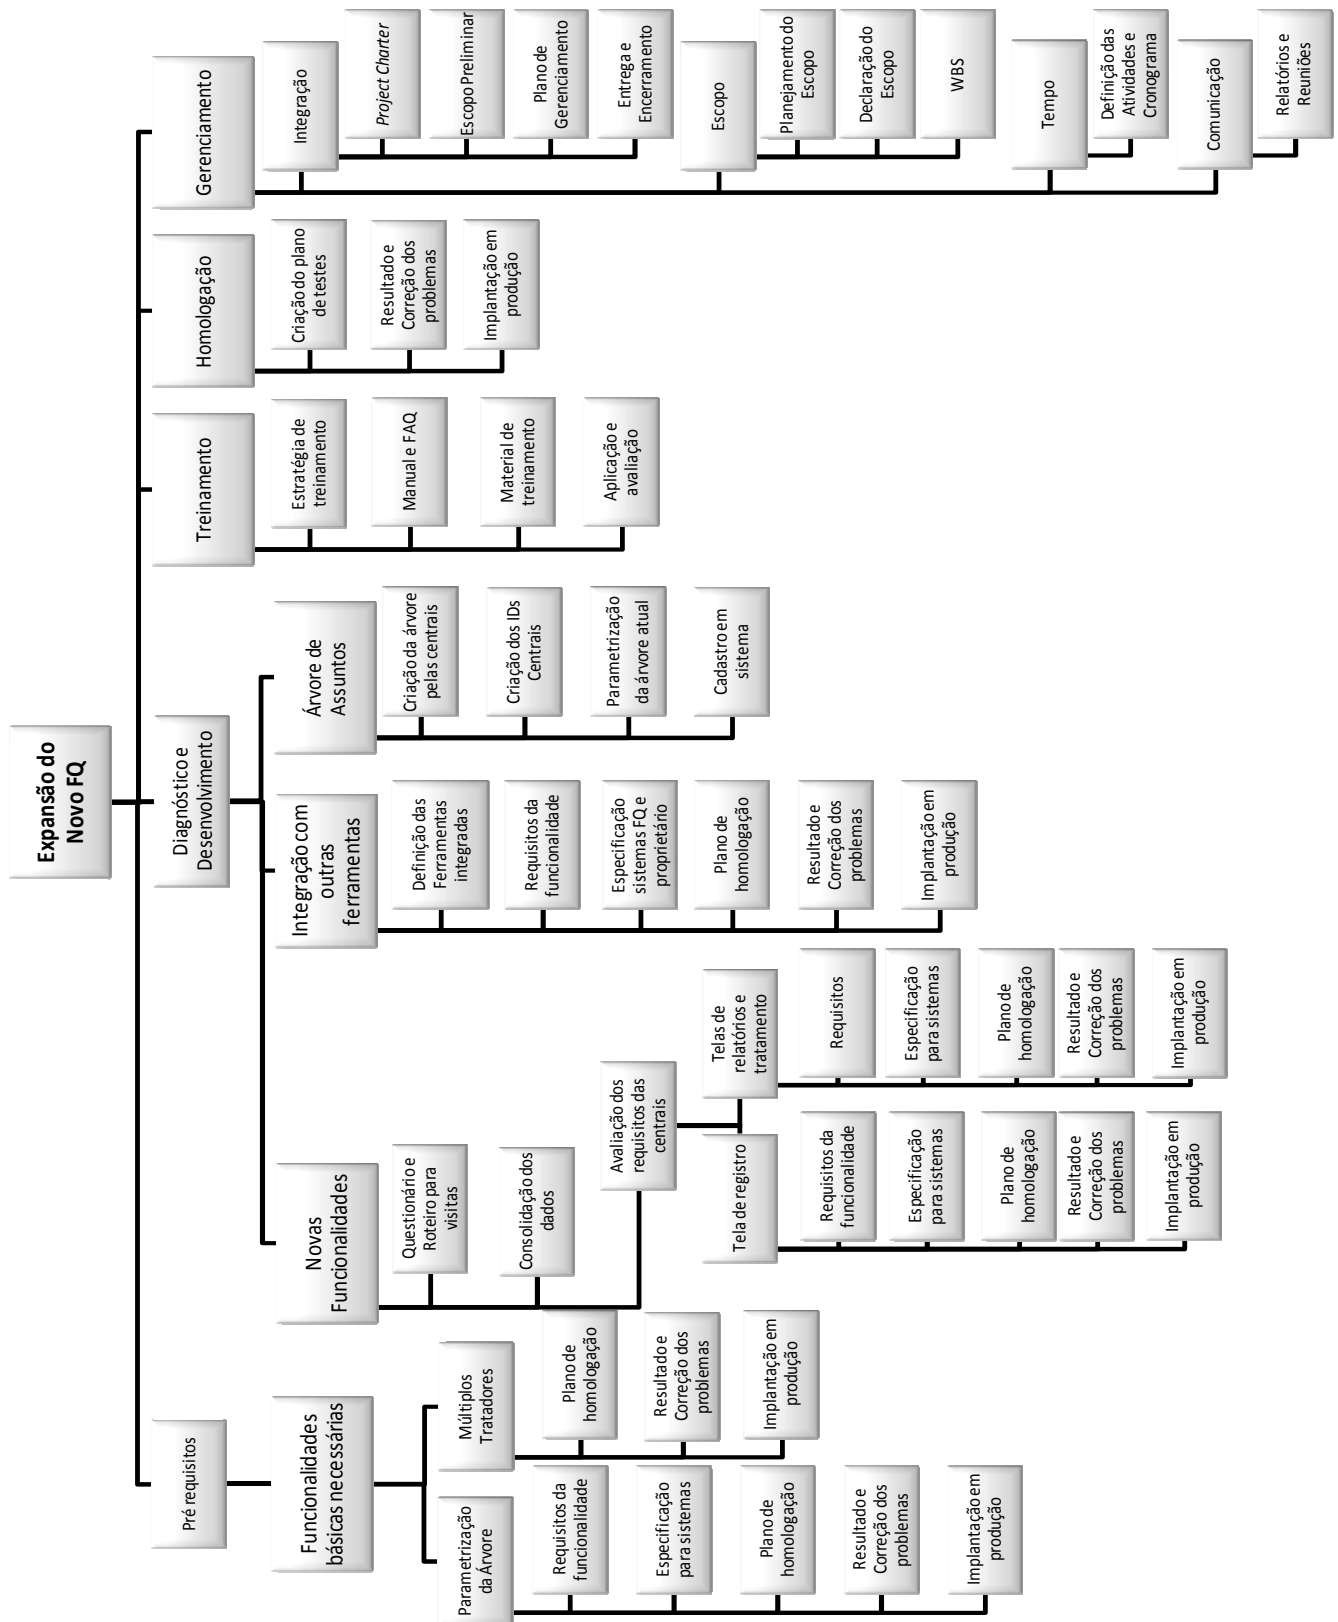 Expansão do
Novo FQ
Pré requisitos
Funcionalidades
básicas necessárias
Parametrização
da Árvore
Requisitos da
funcionalidade
Especificação
para sistemas
Plano de
homologação
Resultado e
Correção dos
problemas
Implantação em
produção
Múltiplos
Tratadores
Plano de
homologação
Resultado e
Correção dos
problemas
Implantação em
produção
Diagnóstico e
Desenvolvimento
Novas
Funcionalidades
Questionário e
Roteiro para
visitas
Consolidação dos
dados
Avaliação dos
requisitos das
centrais
Tela de registro
Requisitos da
funcionalidade
Especificação
para sistemas
Plano de
homologação
Resultado e
Correção dos
problemas
Implantação em
produção
Telas de
relatórios e
tratamento
Requisitos
Especificação
para sistemas
Plano de
homologação
Resultado e
Correção dos
problemas
Implantação em
produção
Integração com
outras
ferramentas
Definição das
Ferramentas
integradas
Requisitos da
funcionalidade
Especificação
sistemas FQ e
proprietário
Plano de
homologação
Resultado e
Correção dos
problemas
Implantação em
produção
Árvore de
Assuntos
Criação da árvore
pelas centrais
Criação dos IDs
Centrais
Parametrização
da árvore atual
Cadastro em
sistema
Treinamento
Estratégia de
treinamento
Manual e FAQ
Material de
treinamento
Aplicação e
avaliação
Homologação
Criação do plano
de testes
Resultado e
Correção dos
problemas
Implantação em
produção
Gerenciamento
Integração
Project Charter
Escopo Preliminar
Plano de
Gerenciamento
Entrega e
Encerramento
Escopo
Planejamento do
Escopo
Declaração do
Escopo
WBS
Tempo
Definição das
Atividades e
Cronograma
Comunicação
Relatórios e
Reuniões